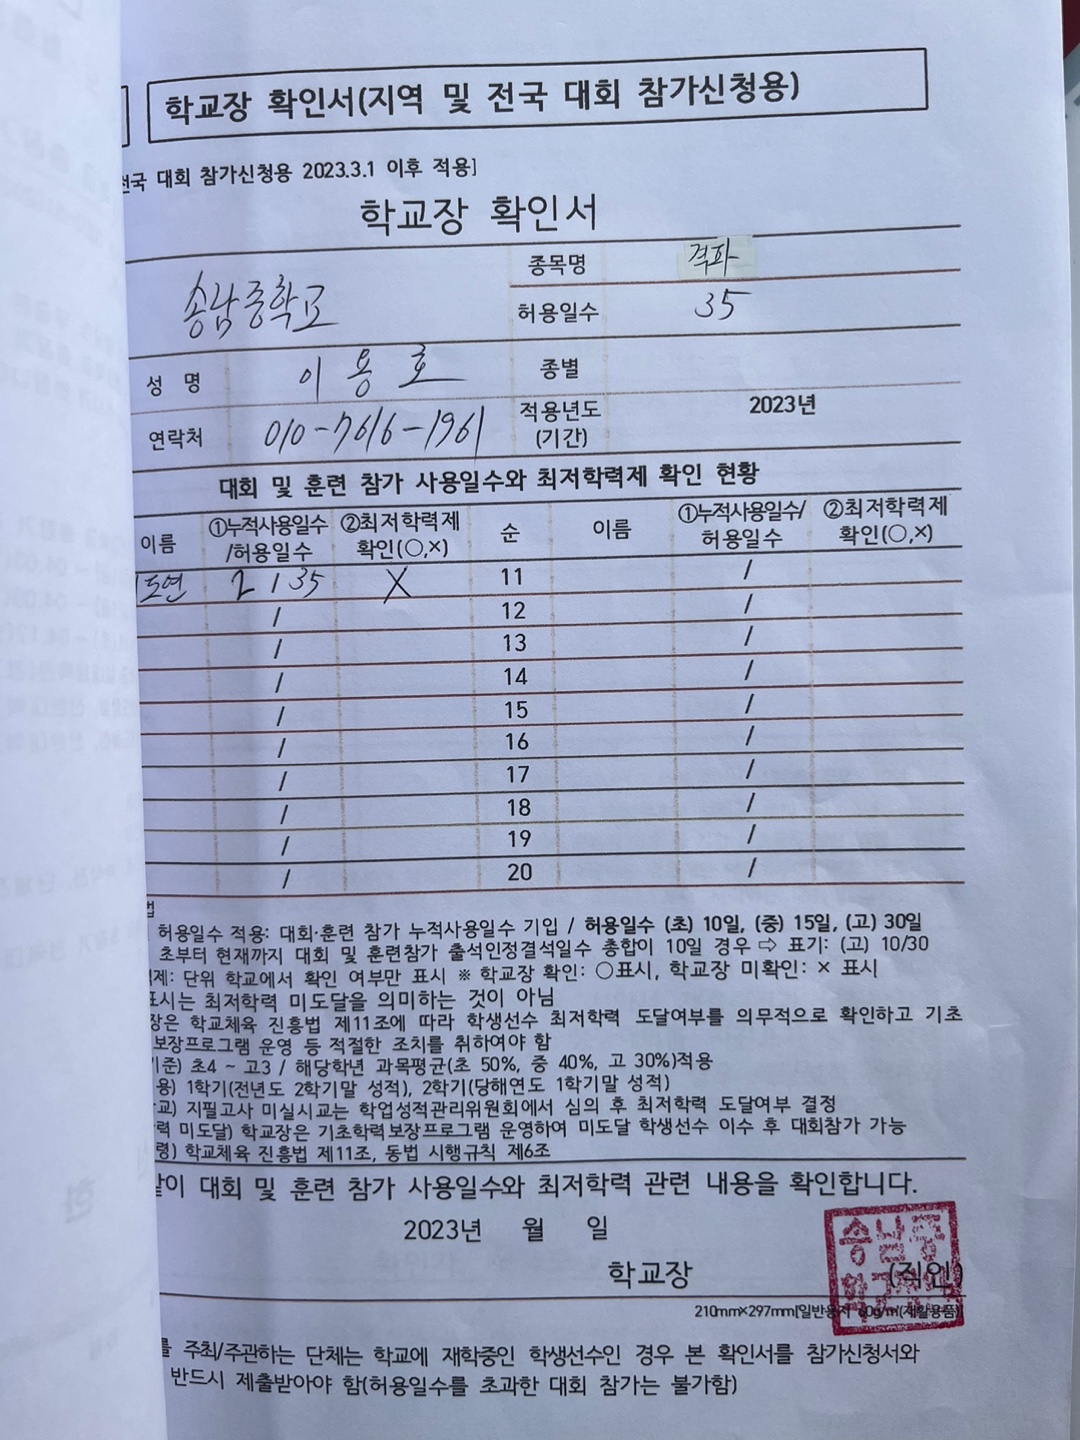 학교장 확인서(지역 및 전국 대회 참가신청용)
전국 대회 참가신청용 2023.3.1 이후 적용]
학교장 확인서
송남중학교
종목명 격파
허용일수 35
성 명 이용호 종별
연락처 010-7616-1961 적용년도 (기간) 2023년
대회 및 훈련 참가 사용일수와 최저학력제 확인 현황
이름 ①누적사용일수/허용일수 ②최저학력제 확인(○,×) 순 이름 ①누적사용일수/허용일수 ②최저학력제 확인(○,×)
도연 2 / 35 X 11 /
/ 12 /
/ 13 /
/ 14 /
/ 15 /
/ 16 /
/ 17 /
/ 18 /
/ 19 /
/ 20 /
법
허용일수 적용: 대회·훈련 참가 누적사용일수 기입 / 허용일수 (초) 10일, (중) 15일, (고) 30일
초부터 현재까지 대회 및 훈련참가 출석인정결석일수 총합이 10일 경우 ⇨ 표기: (고) 10/30
제: 단위 학교에서 확인 여부만 표시 ※ 학교장 확인: ○표시, 학교장 미확인: × 표시
표시는 최저학력 미도달을 의미하는 것이 아님
장은 학교체육 진흥법 제11조에 따라 학생선수 최저학력 도달여부를 의무적으로 확인하고 기초
보장프로그램 운영 등 적절한 조치를 취하여야 함
기준) 초4 ~ 고3 / 해당학년 과목평균(초 50%, 중 40%, 고 30%)적용
용) 1학기(전년도 2학기말 성적), 2학기(당해연도 1학기말 성적)
교) 지필고사 미실시교는 학업성적관리위원회에서 심의 후 최저학력 도달여부 결정
력 미도달) 학교장은 기초학력보장프로그램 운영하여 미도달 학생선수 이수 후 대회참가 가능
령) 학교체육 진흥법 제11조, 동법 시행규칙 제6조
같이 대회 및 훈련 참가 사용일수와 최저학력 관련 내용을 확인합니다.
2023년 월 일
학교장 (직인)
송남중
210mm×297mm[일반용지 60g/㎡(재활용품)]
를 주최/주관하는 단체는 학교에 재학중인 학생선수인 경우 본 확인서를 참가신청서와
반드시 제출받아야 함(허용일수를 초과한 대회 참가는 불가함)